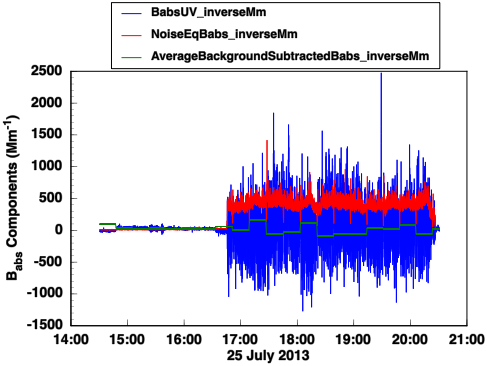 BabsUV_inverseMm
NoiseEqBabs_inverseMm
AverageBackgroundSubtractedBabs_inverseMm
B_abs Components (Mm^-1)
2500
2000
1500
1000
500
0
-500
-1000
-1500
14:00 15:00 16:00 17:00 18:00 19:00 20:00 21:00
25 July 2013